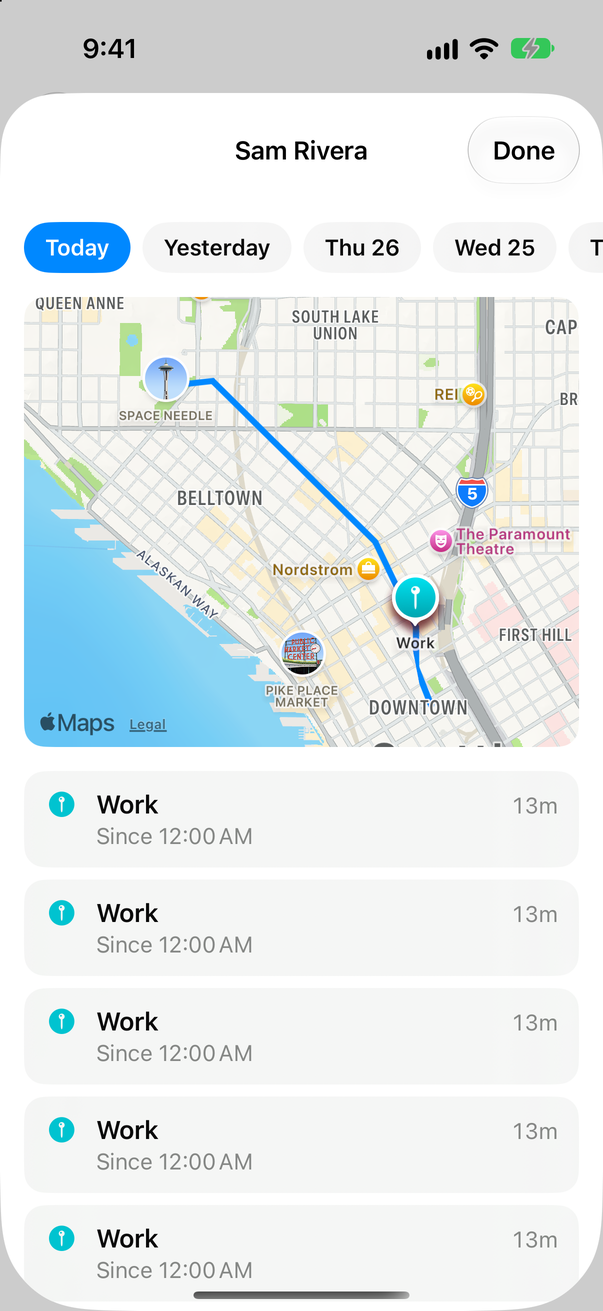 9:41
Sam Rivera
Done
Today
Yesterday
Thu 26
Wed 25
T
QUEEN ANNE
SOUTH LAKE
UNION
CAP
SPACE NEEDLE
REI
BR
BELLTOWN
5
The Paramount
Theatre
Nordstrom
ALASKAN WAY
Work
FIRST HILL
PIKE PLACE
MARKET
DOWNTOWN
Maps
Legal
Work
13m
Since 12:00 AM
Work
13m
Since 12:00 AM
Work
13m
Since 12:00 AM
Work
13m
Since 12:00 AM
Work
13m
Since 12:00 AM